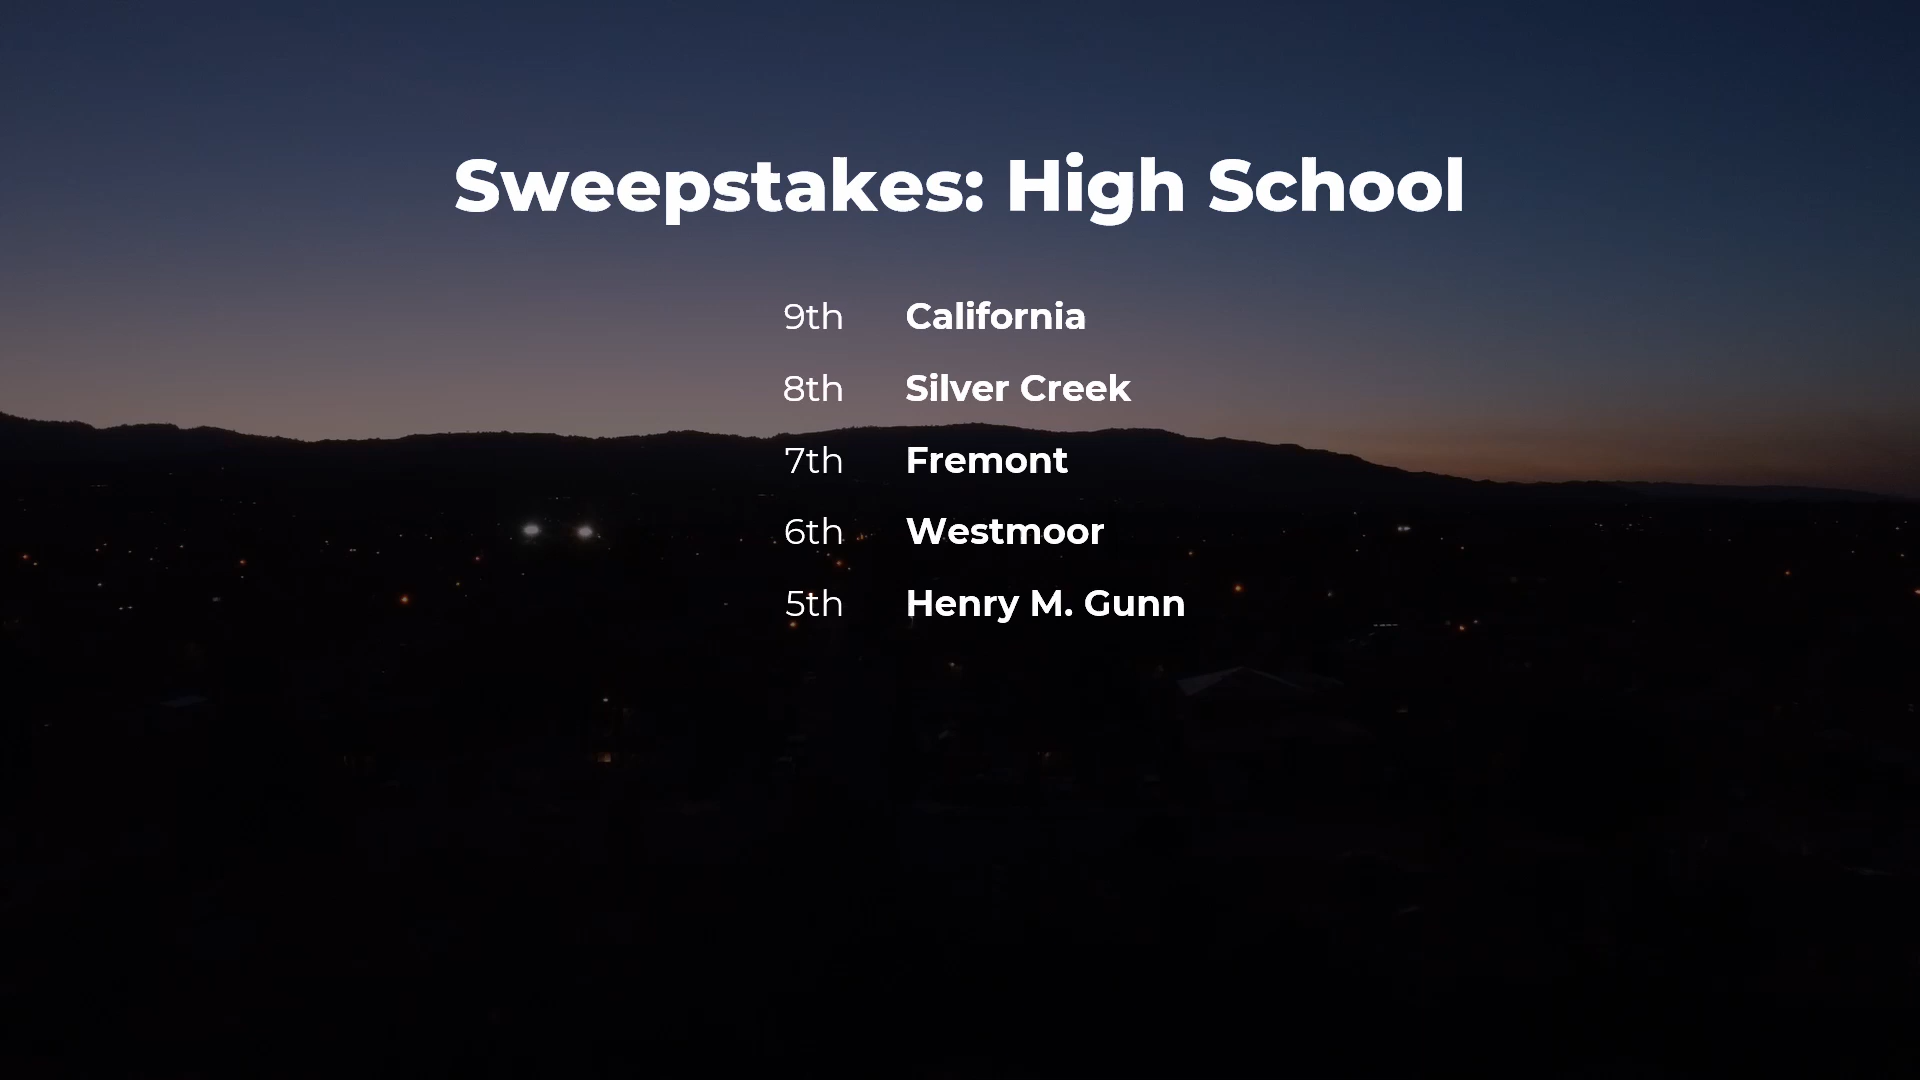 Sweepstakes: High School
9th California
8th Silver Creek
7th Fremont
6th Westmoor
5th Henry M. Gunn